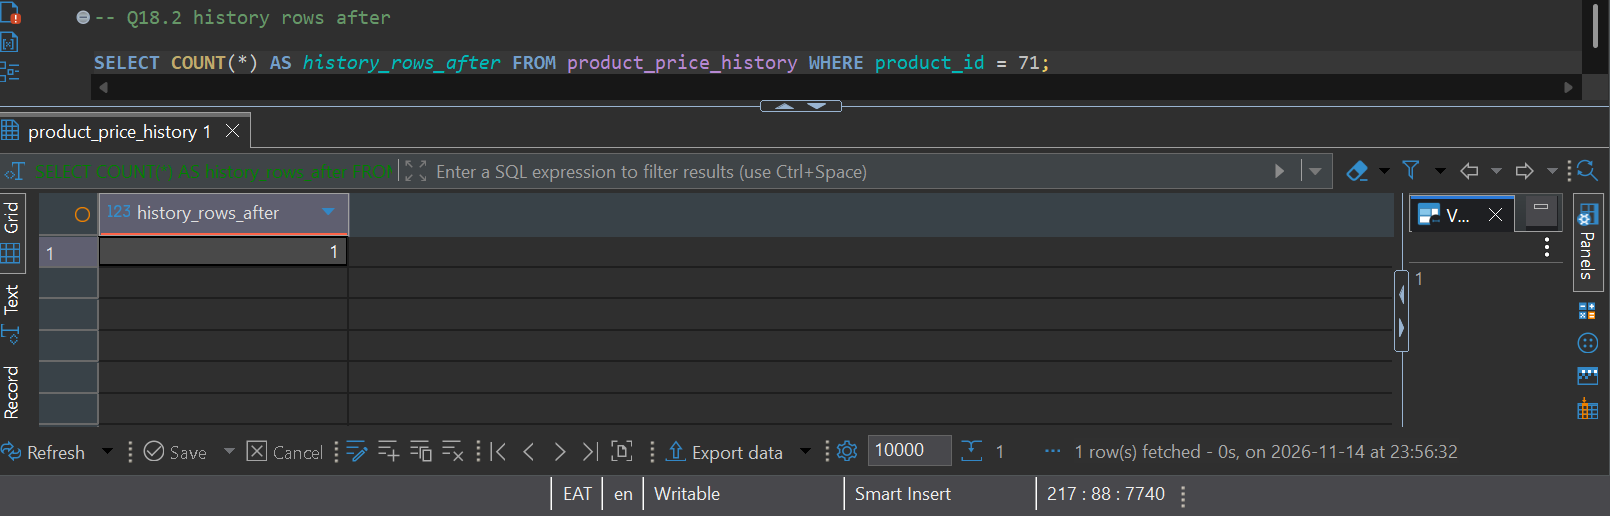 -- Q18.2 history rows after
SELECT COUNT(*) AS history_rows_after FROM product_price_history WHERE product_id = 71;
product_price_history 1
SELECT COUNT(*) AS history_rows_after FROM
Enter a SQL expression to filter results (use Ctrl+Space)
Grid
Text
Record
123 history_rows_after
1
1
V...
1
Panels
Refresh
Save
Cancel
Export data
10000
1
1 row(s) fetched - 0s, on 2026-11-14 at 23:56:32
EAT
en
Writable
Smart Insert
217 : 88 : 7740